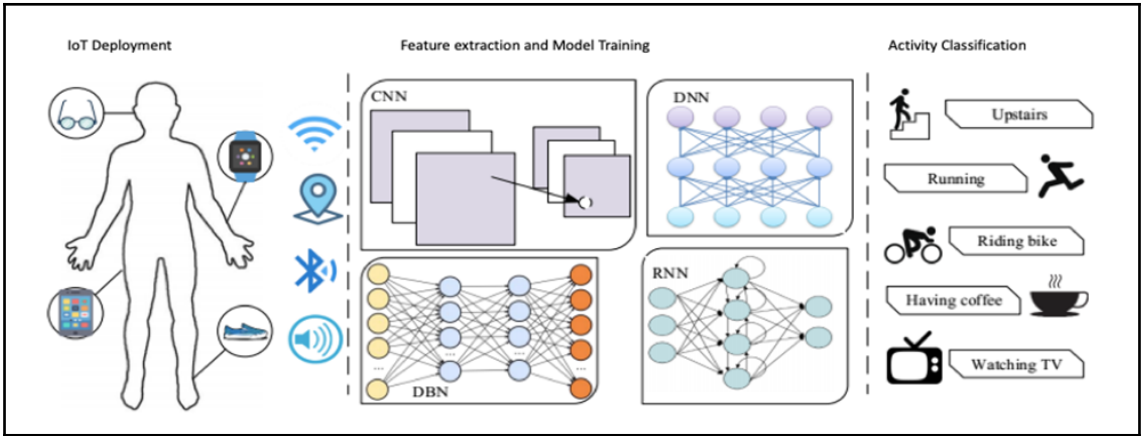 IoT Deployment
Feature extraction and Model Training
Activity Classification
CNN
DNN
DBN
RNN
Upstairs
Running
Riding bike
Having coffee
Watching TV